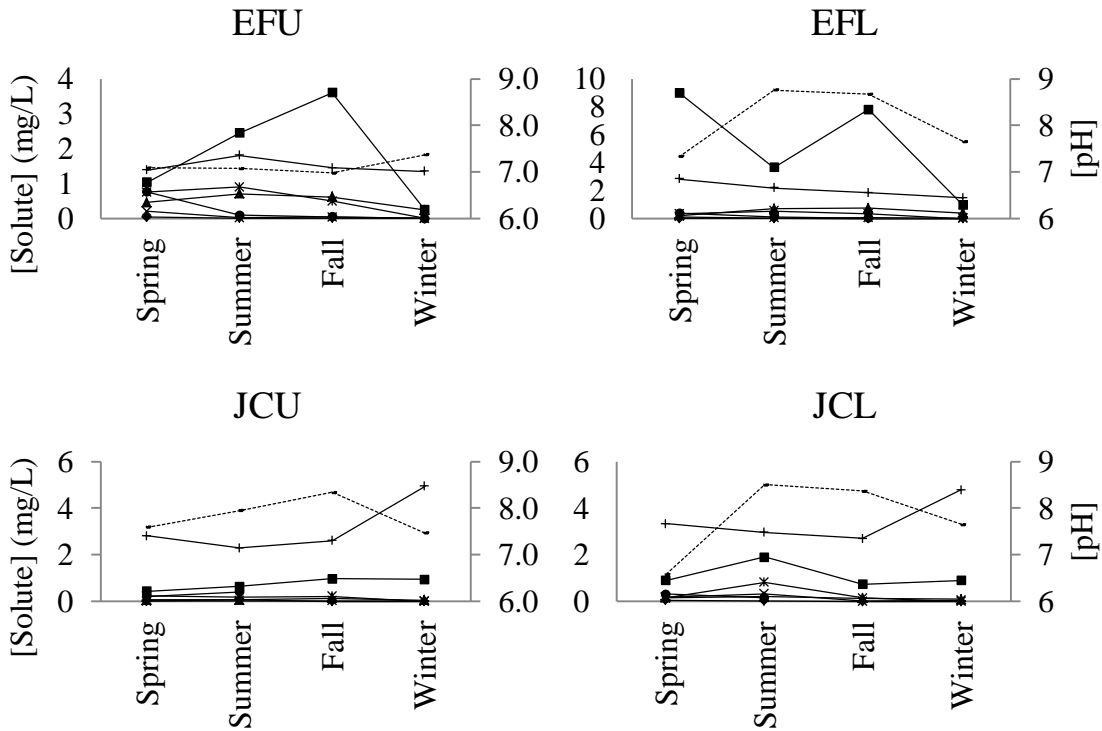 EFU
[Solute] (mg/L)
4
3
2
1
0
9.0
8.0
7.0
6.0
Spring
Summer
Fall
Winter
EFL
10
8
6
4
2
0
9
8
7
6
[pH]
Spring
Summer
Fall
Winter
JCU
[Solute] (mg/L)
6
4
2
0
9.0
8.0
7.0
6.0
Spring
Summer
Fall
Winter
JCL
6
4
2
0
9
8
7
6
[pH]
Spring
Summer
Fall
Winter